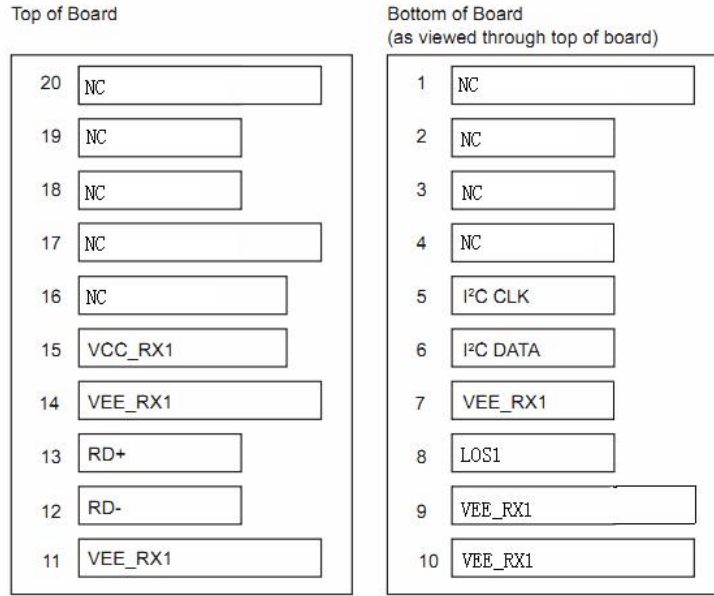 Top of Board
20 NC
19 NC
18 NC
17 NC
16 NC
15 VCC_RX1
14 VEE_RX1
13 RD+
12 RD-
11 VEE_RX1
Bottom of Board
(as viewed through top of board)
1 NC
2 NC
3 NC
4 NC
5 I²C CLK
6 I²C DATA
7 VEE_RX1
8 LOS1
9 VEE_RX1
10 VEE_RX1